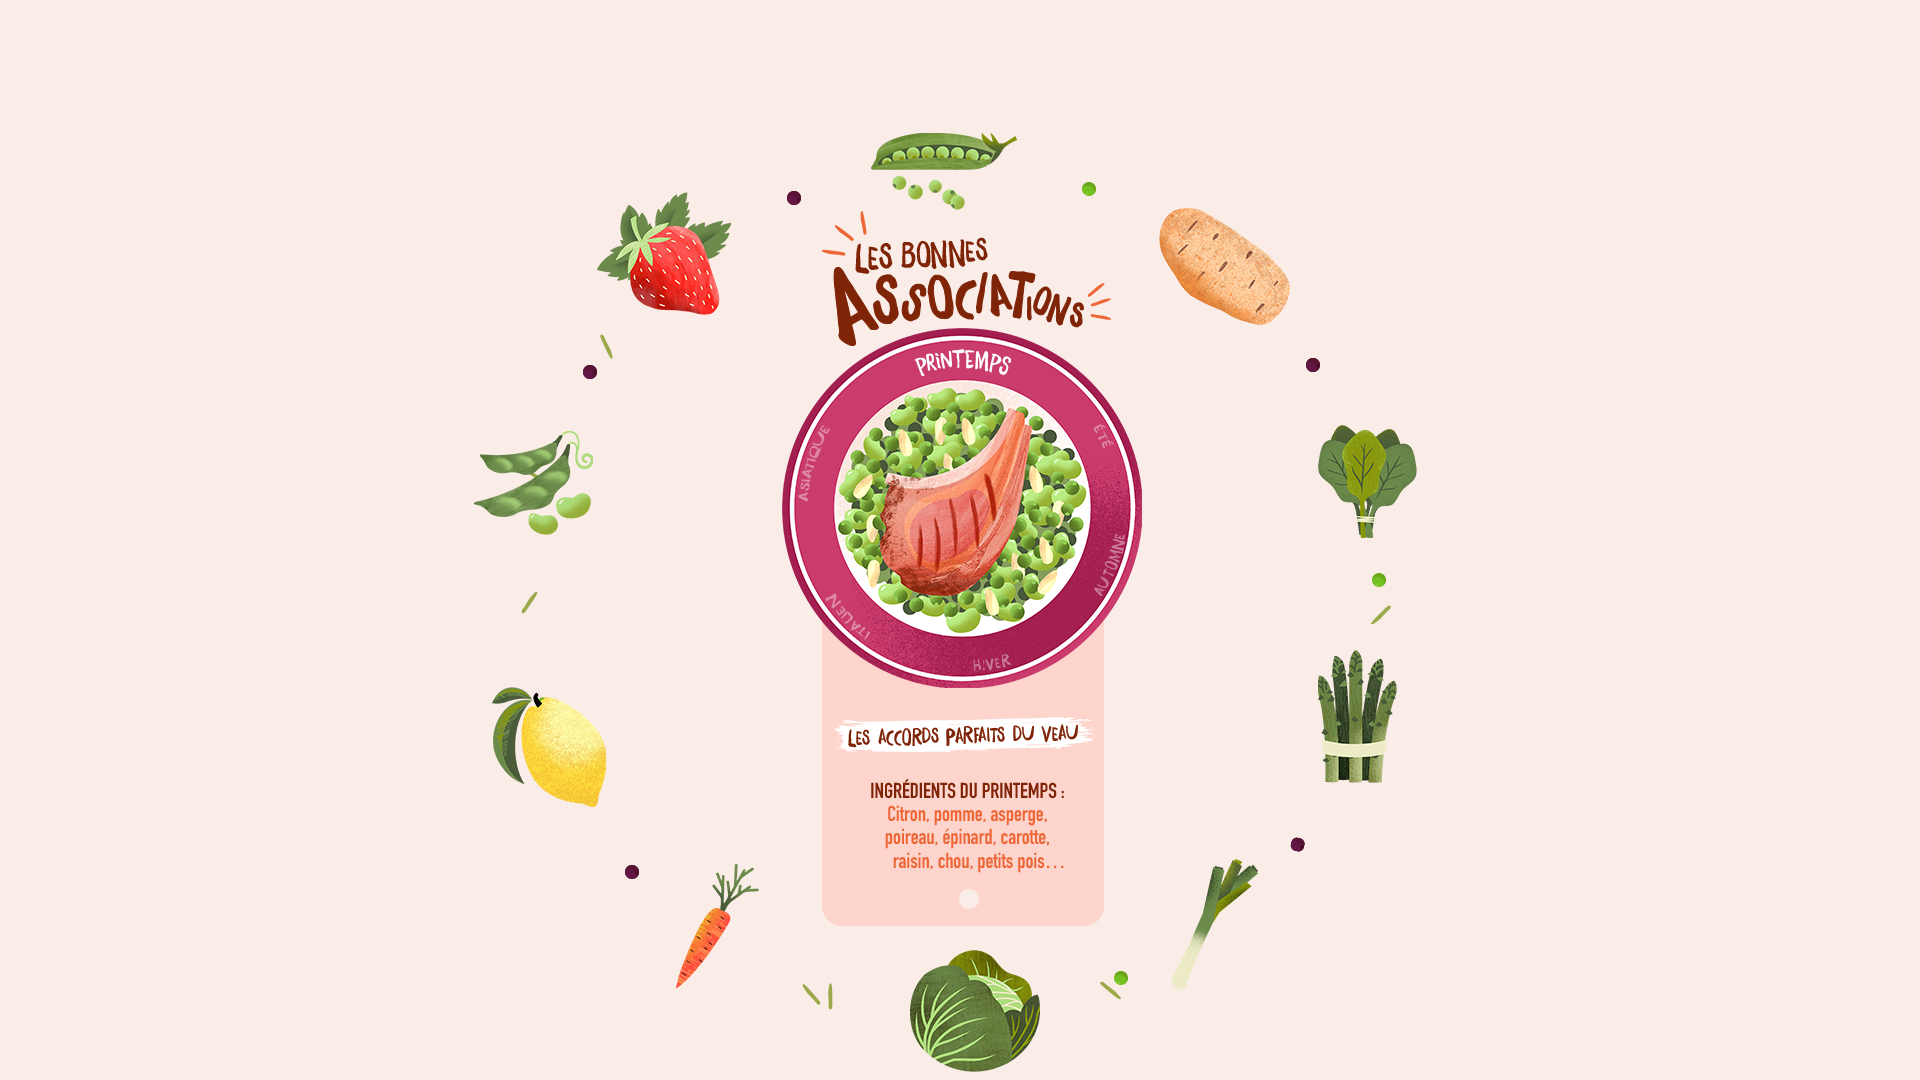 LES BONNES
ASSOCIATIONS
PRINTEMPS
ÉTÉ
AUTOMNE
HIVER
ITALIEN
ASIATIQUE
LES ACCORDS PARFAITS DU VEAU
INGRÉDIENTS DU PRINTEMPS :
Citron, pomme, asperge,
poireau, épinard, carotte,
raisin, chou, petits pois...